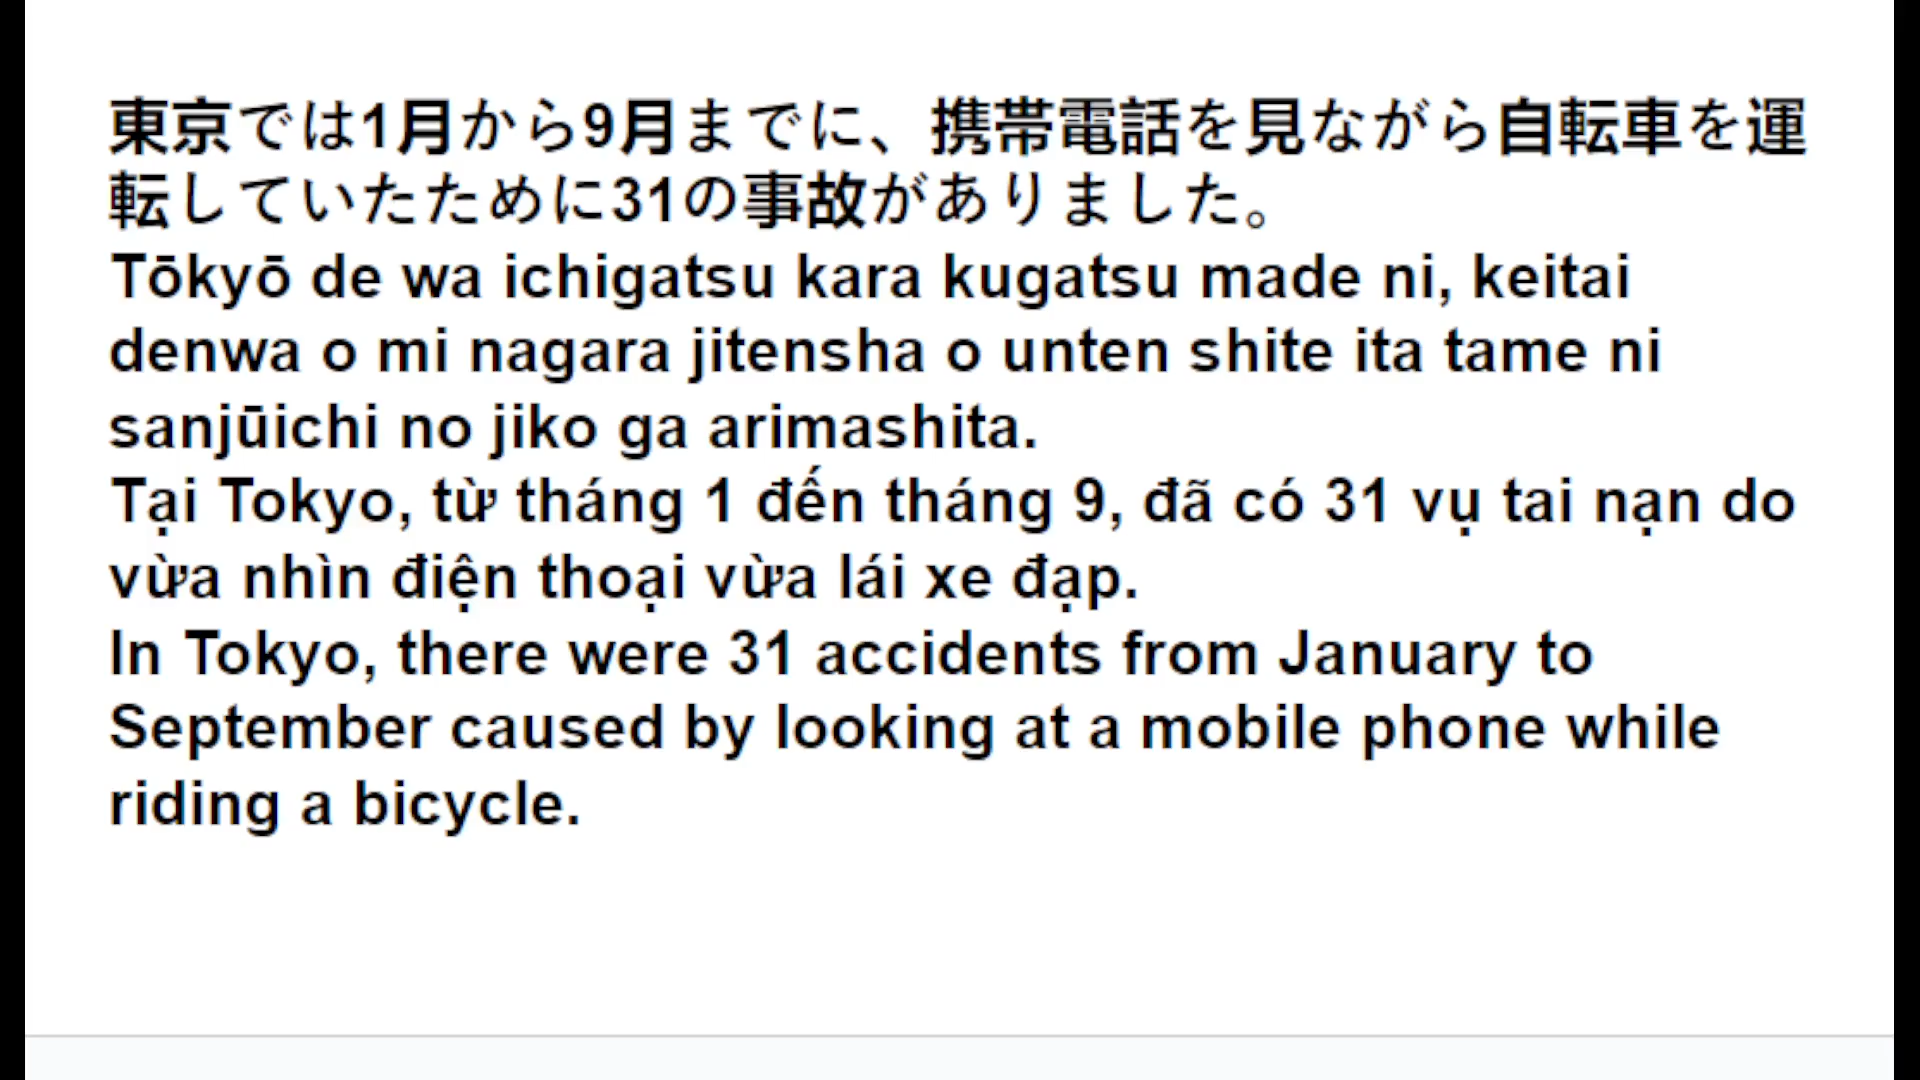 東京では1月から9月までに、携帯電話を見ながら自転車を運
転していたために31の事故がありました。
Tōkyō de wa ichigatsu kara kugatsu made ni, keitai
denwa o mi nagara jitensha o unten shite ita tame ni
sanjūichi no jiko ga arimashita.
Tại Tokyo, từ tháng 1 đến tháng 9, đã có 31 vụ tai nạn do
vừa nhìn điện thoại vừa lái xe đạp.
In Tokyo, there were 31 accidents from January to
September caused by looking at a mobile phone while
riding a bicycle.